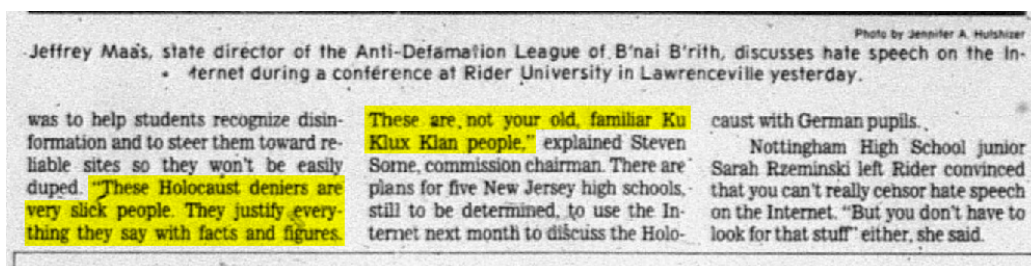 Photo by Jennifer A. Hulshizer
Jeffrey Maas, state director of the Anti-Defamation League of B'nai B'rith, discusses hate speech on the In-
ternet during a conference at Rider University in Lawrenceville yesterday.
was to help students recognize disin-
formation and to steer them toward re-
liable sites so they won't be easily
duped. "These Holocaust deniers are
very slick people. They justify every-
thing they say with facts and figures.
These are not your old, familiar Ku
Klux Klan people," explained Steven
Some, commission chairman. There are
plans for five New Jersey high schools,
still to be determined, to use the In-
ternet next month to discuss the Holo-
caust with German pupils.
Nottingham High School junior
Sarah Rzeminski left Rider convinced
that you can't really censor hate speech
on the Internet. "But you don't have to
look for that stuff" either, she said.